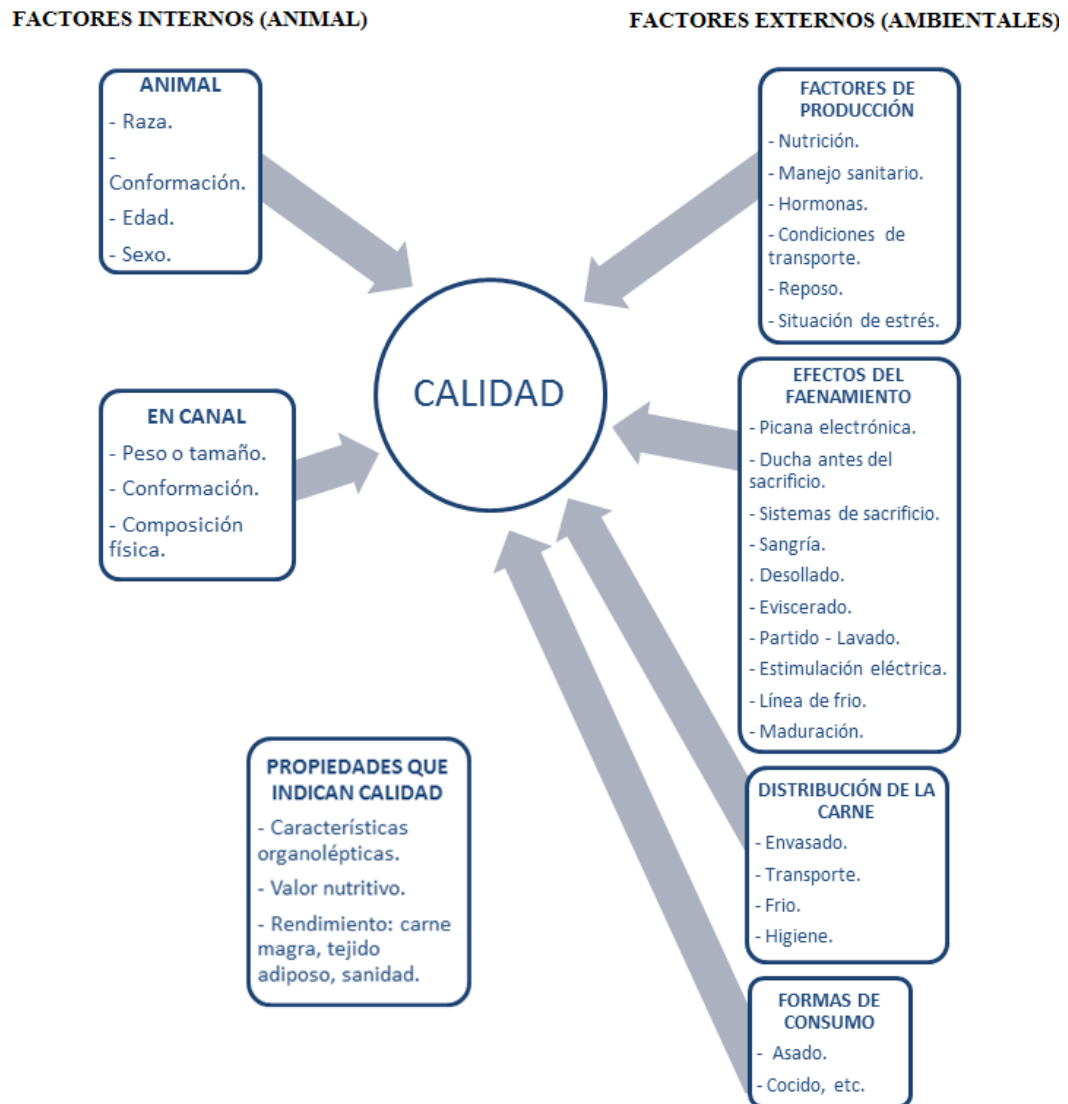 FACTORES INTERNOS (ANIMAL)
FACTORES EXTERNOS (AMBIENTALES)
ANIMAL
- Raza.
-
Conformación.
- Edad.
- Sexo.
EN CANAL
- Peso o tamaño.
- Conformación.
- Composición
física.
CALIDAD
PROPIEDADES QUE
INDICAN CALIDAD
- Características
organolépticas.
- Valor nutritivo.
- Rendimiento: carne
magra, tejido
adiposo, sanidad.
FACTORES DE
PRODUCCIÓN
- Nutrición.
- Manejo sanitario.
- Hormonas.
- Condiciones de
transporte.
- Reposo.
- Situación de estrés.
EFECTOS DEL
FAENAMIENTO
- Picana electrónica.
- Ducha antes del
sacrificio.
- Sistemas de sacrificio.
- Sangría.
. Desollado.
- Eviscerado.
- Partido - Lavado.
- Estimulación eléctrica.
- Línea de frio.
- Maduración.
DISTRIBUCIÓN DE LA
CARNE
- Envasado.
- Transporte.
- Frio.
- Higiene.
FORMAS DE
CONSUMO
- Asado.
- Cocido, etc.